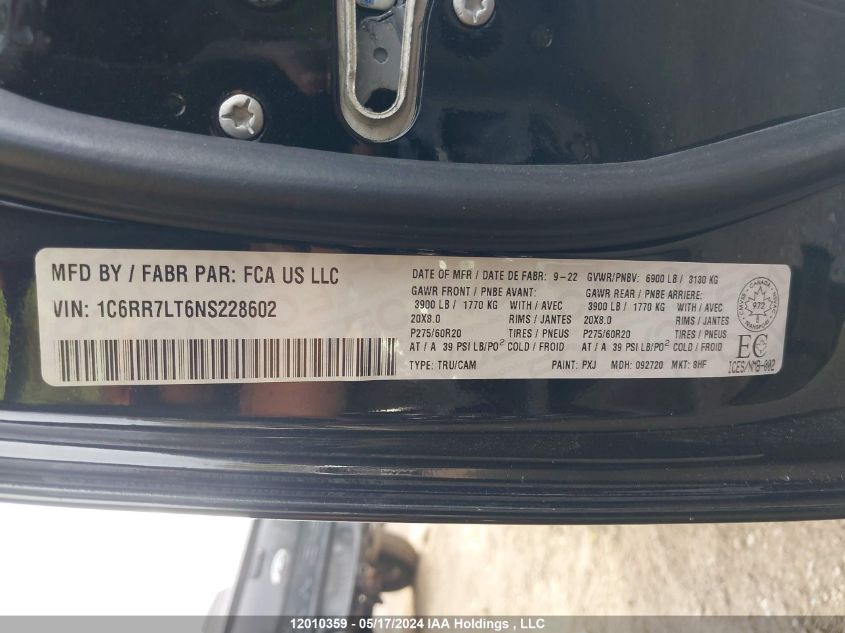 MFD BY / FABR PAR: FCA US LLC
VIN: 1C6RR7LT6NS228602
DATE OF MFR / DATE DE FABR: 9-22 GVWR/PNBV: 6900 LB / 3130 KG
GAWR FRONT / PNBE AVANT: GAWR REAR / PNBE ARRIERE:
3900 LB / 1770 KG WITH / AVEC 3900 LB / 1770 KG WITH / AVEC
20X8.0 RIMS / JANTES 20X8.0 RIMS / JANTES
P275/60R20 TIRES / PNEUS P275/60R20 TIRES / PNEUS
AT / A 39 PSI LB/PO² COLD / FROID AT / A 39 PSI LB/PO² COLD / FROID
TYPE: TRU/CAM PAINT: PXJ MDH: 092720 MKT: 8HF
CANADA
972
TRANSPORT
EC
ICES/NMB-002
12010359 - 05/17/2024 IAA Holdings , LLC